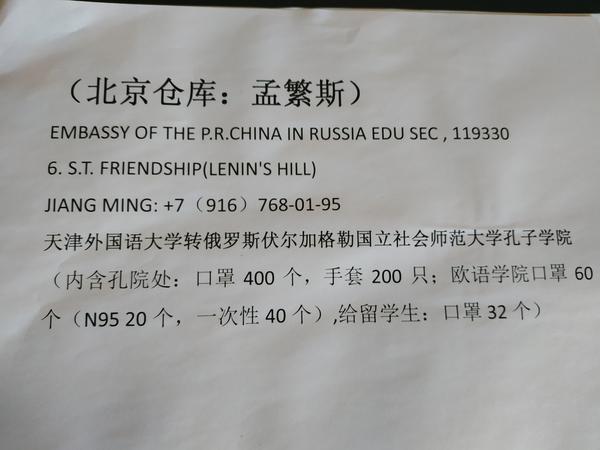 （北京仓库：孟繁斯）
EMBASSY OF THE P.R.CHINA IN RUSSIA EDU SEC , 119330
6. S.T. FRIENDSHIP(LENIN'S HILL)
JIANG MING: +7（916）768-01-95
天津外国语大学转俄罗斯伏尔加格勒国立社会师范大学孔子学院
（内含孔院处：口罩 400 个，手套 200 只；欧语学院口罩 60
个（N95 20 个，一次性 40 个）,给留学生：口罩 32 个）